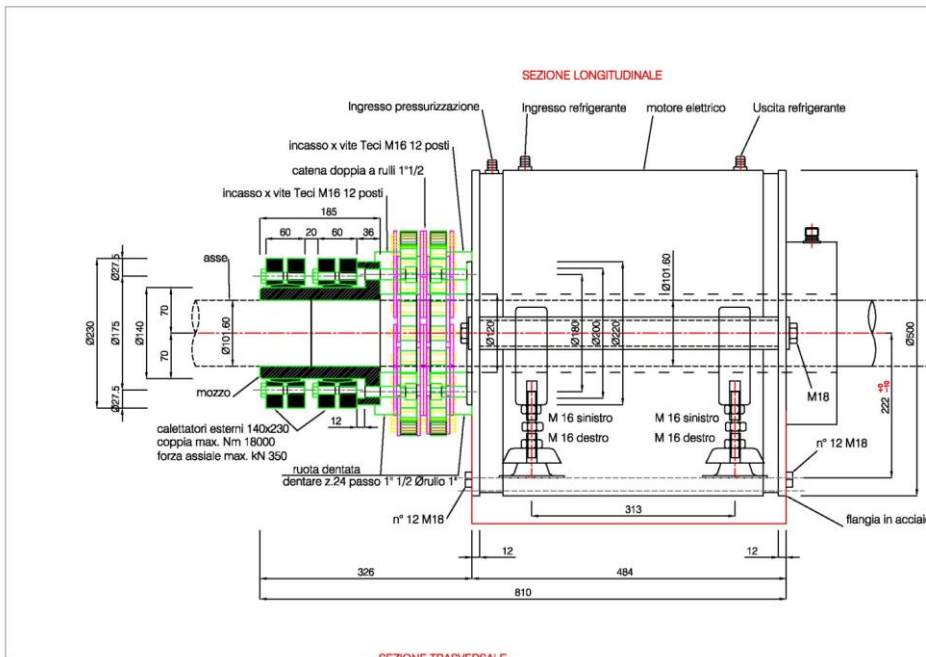 SEZIONE LONGITUDINALE
Ingresso pressurizzazione
Ingresso refrigerante
motore elettrico
Uscita refrigerante
incasso x vite Teci M16 12 posti
catena doppia a rulli 1"1/2
incasso x vite Teci M16 12 posti
185
60
20
60
36
asse
Ø27.5
Ø230
Ø175
Ø140
70
70
Ø101.60
Ø27.5
Ø120
Ø180
Ø200
Ø220
Ø101.60
Ø500
222 +0 -10
mozzo
M18
12
calettatori esterni 140x230
coppia max. Nm 18000
forza assiale max. kN 350
M 16 sinistro
M 16 destro
M 16 sinistro
M 16 destro
n° 12 M18
ruota dentata
dentare z.24 passo 1" 1/2 Ørullo 1"
n° 12 M18
313
flangia in acciaio
12
12
326
484
810
SEZIONE TRASVERSALE